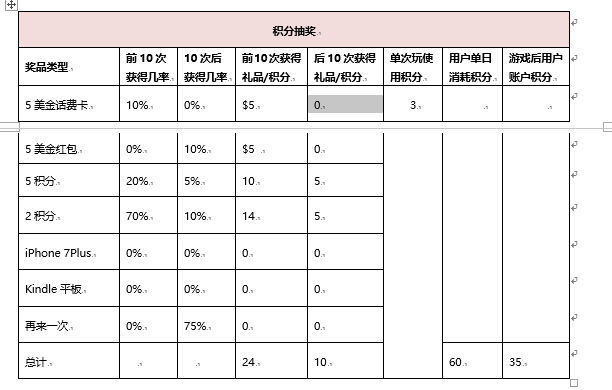 积分抽奖
奖品类型 前 10 次获得几率 10 次后获得几率 前10次获得礼品/积分 后 10 次获得礼品/积分 单次玩使用积分 用户单日消耗积分 游戏后用户账户积分
5 美金话费卡 10% 0% $5 0 3
5 美金红包 0% 10% $5 0
5 积分 20% 5% 10 5
2 积分 70% 10% 14 5
iPhone 7Plus 0% 0% 0 0
Kindle 平板 0% 0% 0 0
再来一次 0% 75% 0 0
总计 24 10 60 35